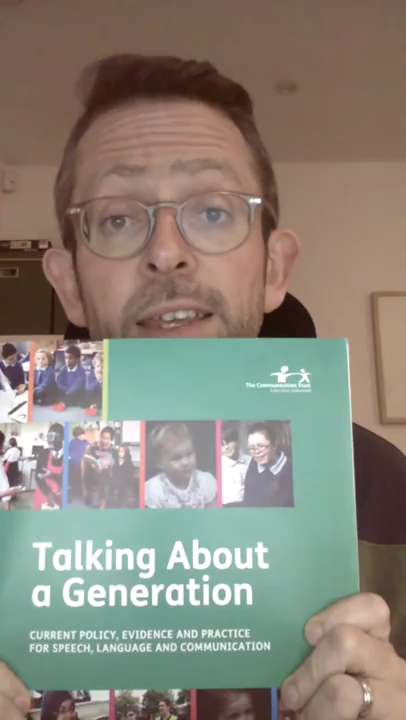 The Communication Trust
Talking About
a Generation
CURRENT POLICY, EVIDENCE AND PRACTICE
FOR SPEECH, LANGUAGE AND COMMUNICATION